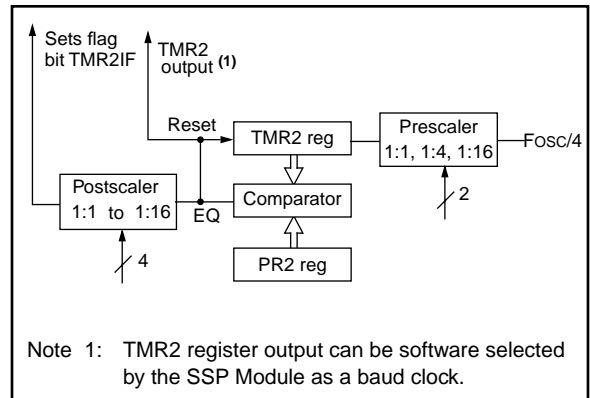 Sets flag
bit TMR2IF
TMR2
output (1)
Reset
TMR2 reg
Prescaler
1:1, 1:4, 1:16
FOSC/4
2
Postscaler
1:1 to 1:16
EQ
Comparator
4
PR2 reg
Note 1: TMR2 register output can be software selected
by the SSP Module as a baud clock.